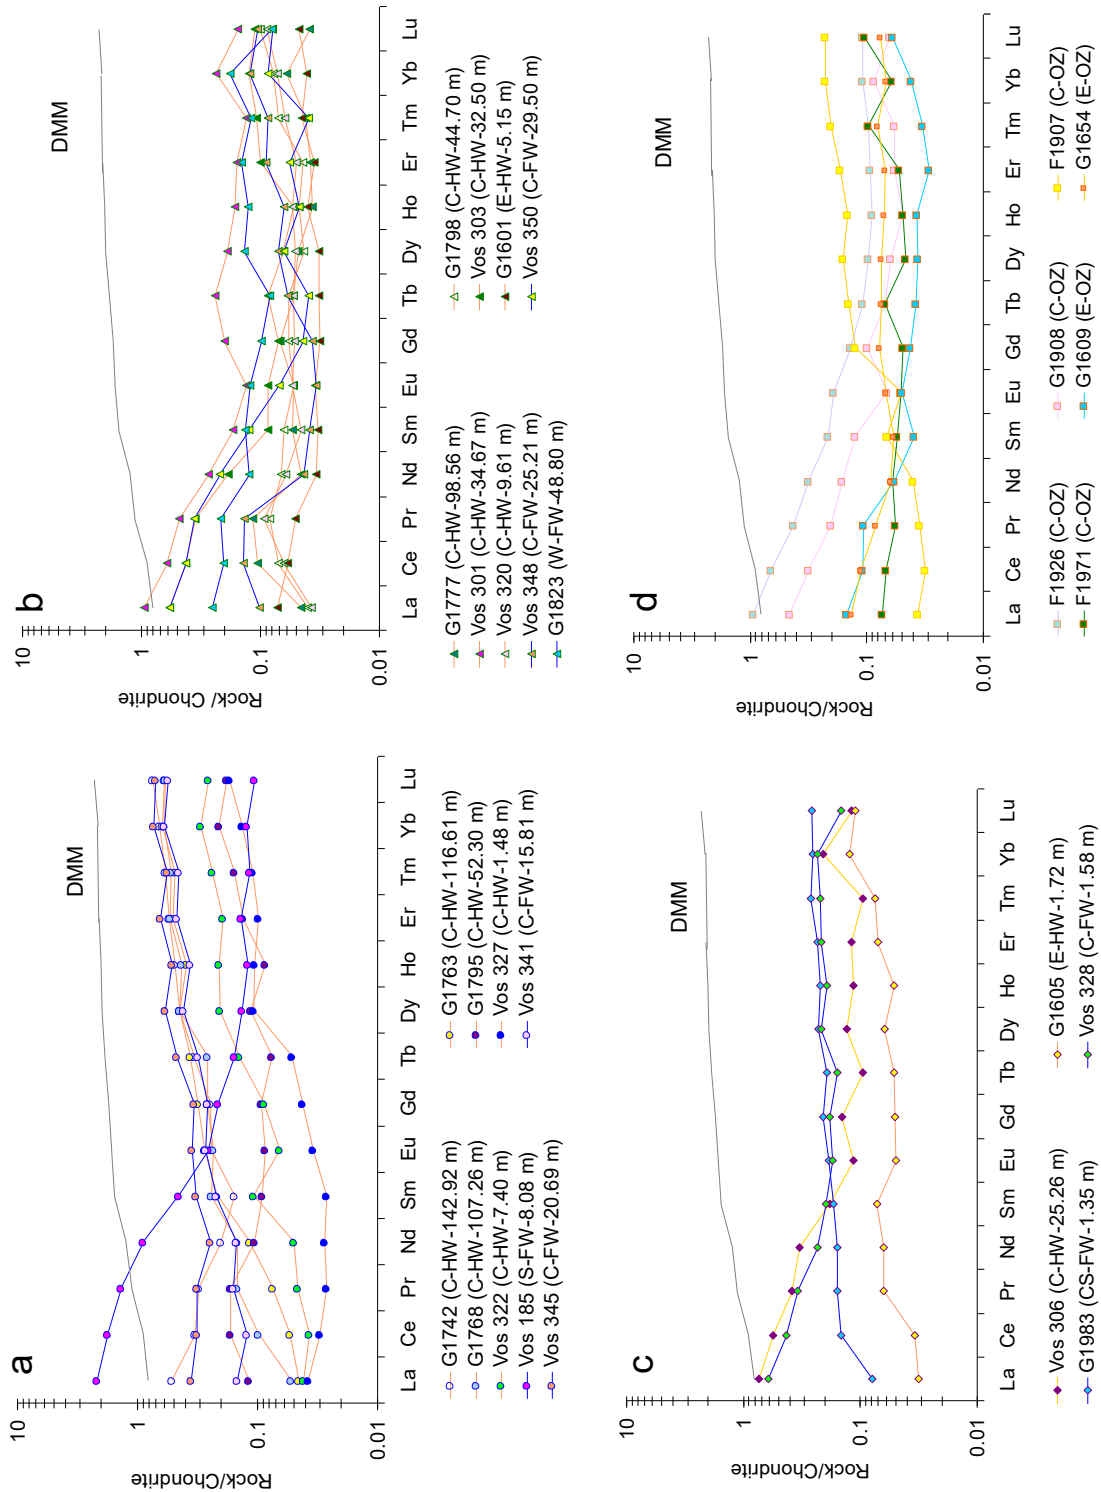 a
10
1
0.1
0.01
Rock/Chondrite
DMM
La Ce Pr Nd Sm Eu Gd Tb Dy Ho Er Tm Yb Lu
G1742 (C-HW-142.92 m) G1763 (C-HW-116.61 m)
G1768 (C-HW-107.26 m) G1795 (C-HW-52.30 m)
Vos 322 (C-HW-7.40 m) Vos 327 (C-HW-1.48 m)
Vos 185 (S-FW-8.08 m) Vos 341 (C-FW-15.81 m)
Vos 345 (C-FW-20.69 m)
b
10
1
0.1
0.01
Rock/ Chondrite
DMM
La Ce Pr Nd Sm Eu Gd Tb Dy Ho Er Tm Yb Lu
G1777 (C-HW-98.56 m) G1798 (C-HW-44.70 m)
Vos 301 (C-HW-34.67 m) Vos 303 (C-HW-32.50 m)
Vos 320 (C-HW-9.61 m) G1601 (E-HW-5.15 m)
Vos 348 (C-FW-25.21 m) Vos 350 (C-FW-29.50 m)
G1823 (W-FW-48.80 m)
c
10
1
0.1
0.01
Rock/Chondrite
DMM
La Ce Pr Nd Sm Eu Gd Tb Dy Ho Er Tm Yb Lu
Vos 306 (C-HW-25.26 m) G1605 (E-HW-1.72 m)
G1983 (CS-FW-1.35 m) Vos 328 (C-FW-1.58 m)
d
10
1
0.1
0.01
Rock/Chondrite
DMM
La Ce Pr Nd Sm Eu Gd Tb Dy Ho Er Tm Yb Lu
F1926 (C-OZ) G1908 (C-OZ) F1907 (C-OZ)
F1971 (C-OZ) G1609 (E-OZ) G1654 (E-OZ)